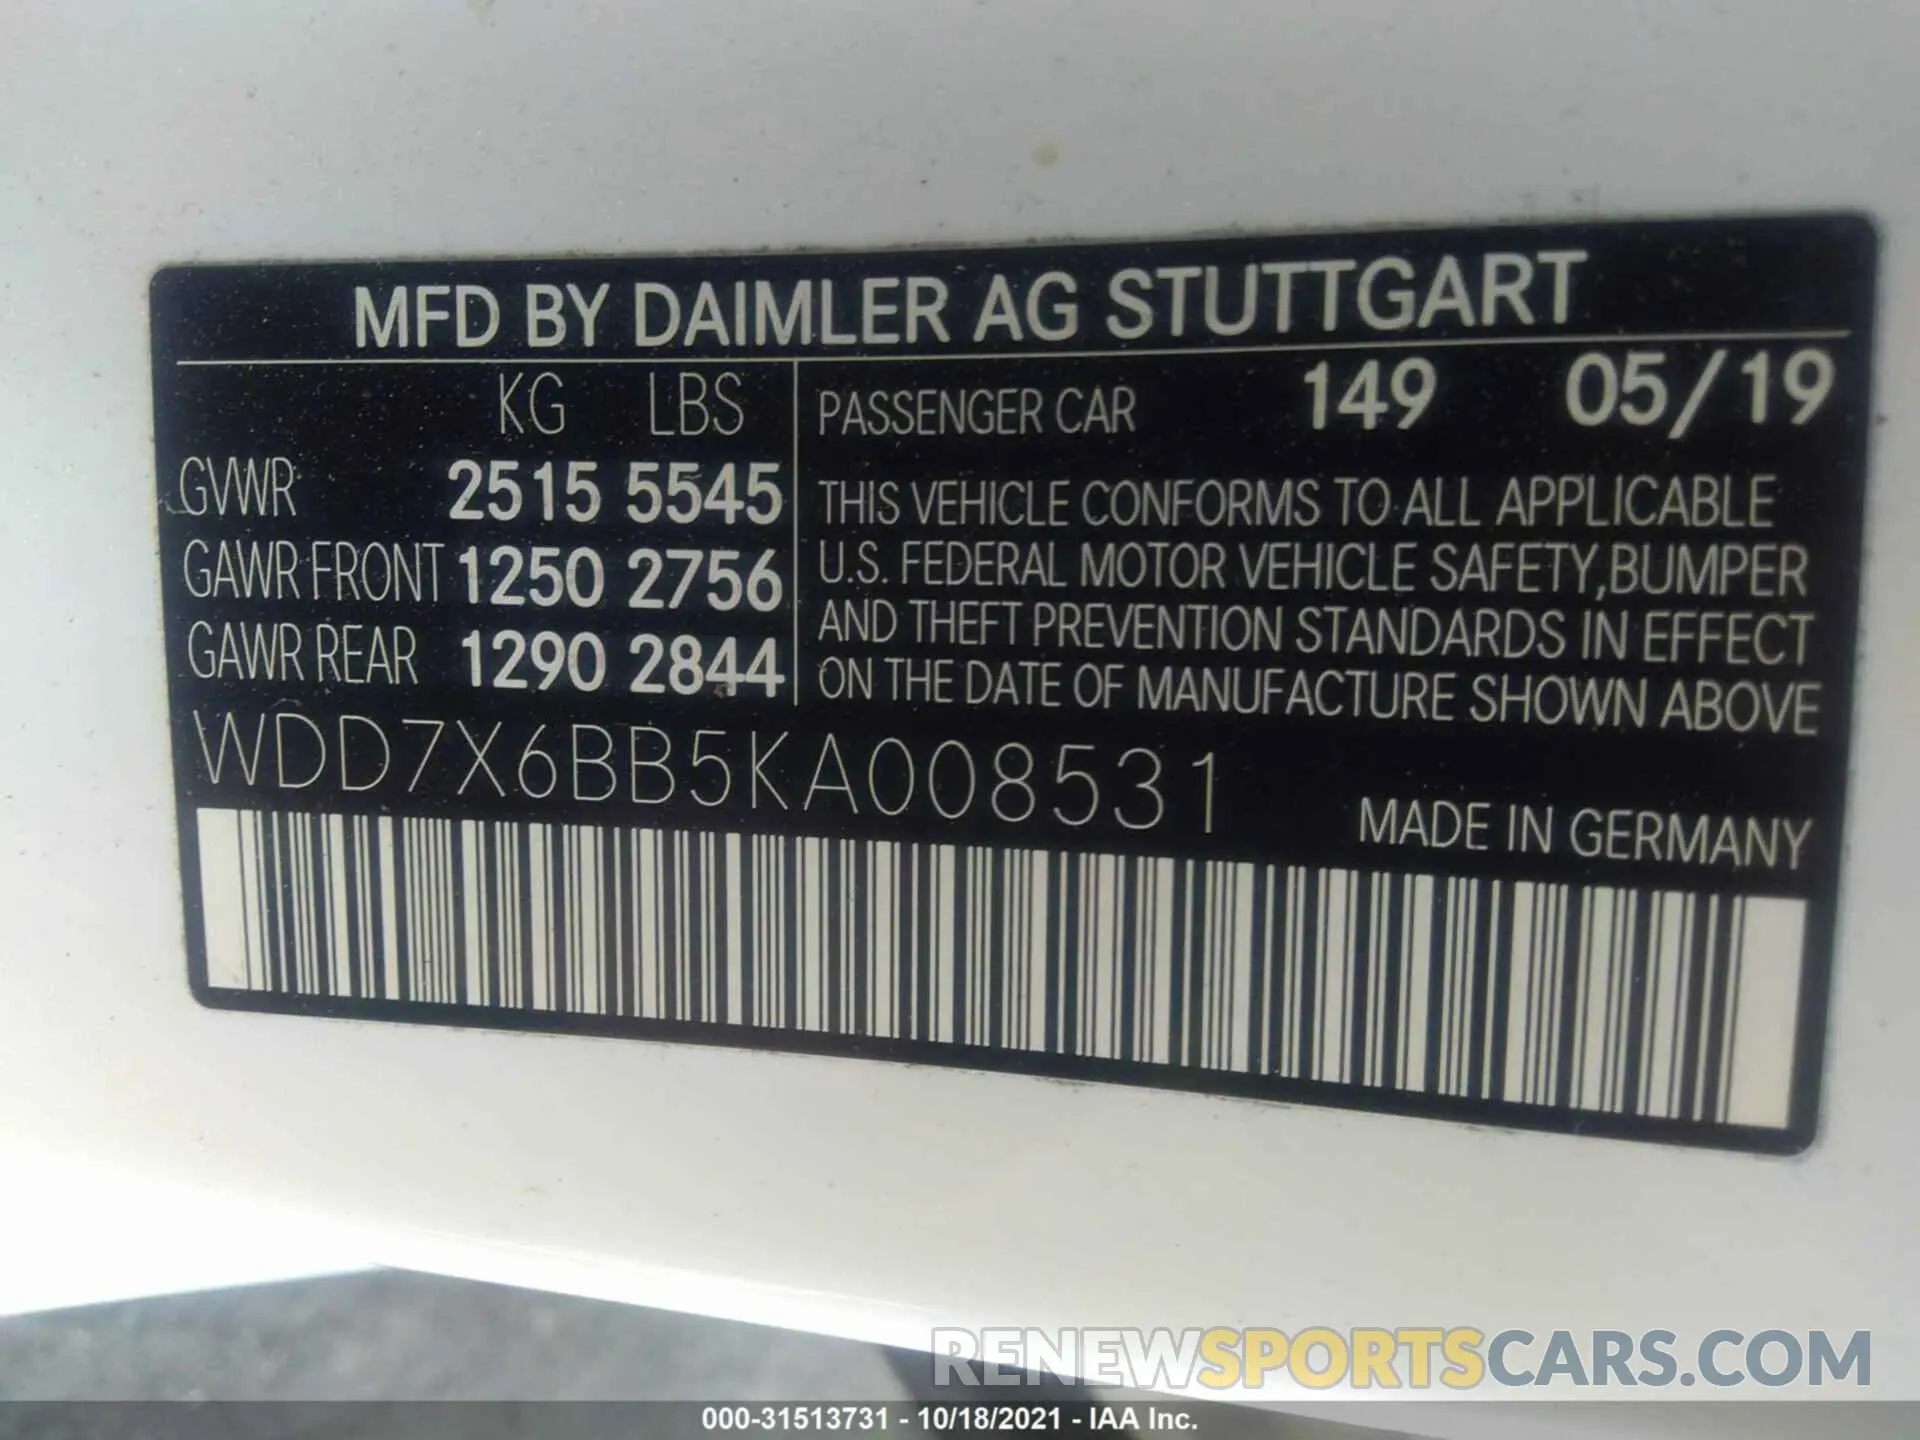 MFD BY DAIMLER AG STUTTGART
KG LBS
GVWR 2515 5545
GAWR FRONT 1250 2756
GAWR REAR 1290 2844
PASSENGER CAR 149 05/19
THIS VEHICLE CONFORMS TO ALL APPLICABLE
U.S. FEDERAL MOTOR VEHICLE SAFETY,BUMPER
AND THEFT PREVENTION STANDARDS IN EFFECT
ON THE DATE OF MANUFACTURE SHOWN ABOVE
WDD7X6BB5KA008531
MADE IN GERMANY
RENEWSPORTSCARS.COM
000-31513731 - 10/18/2021 - IAA Inc.